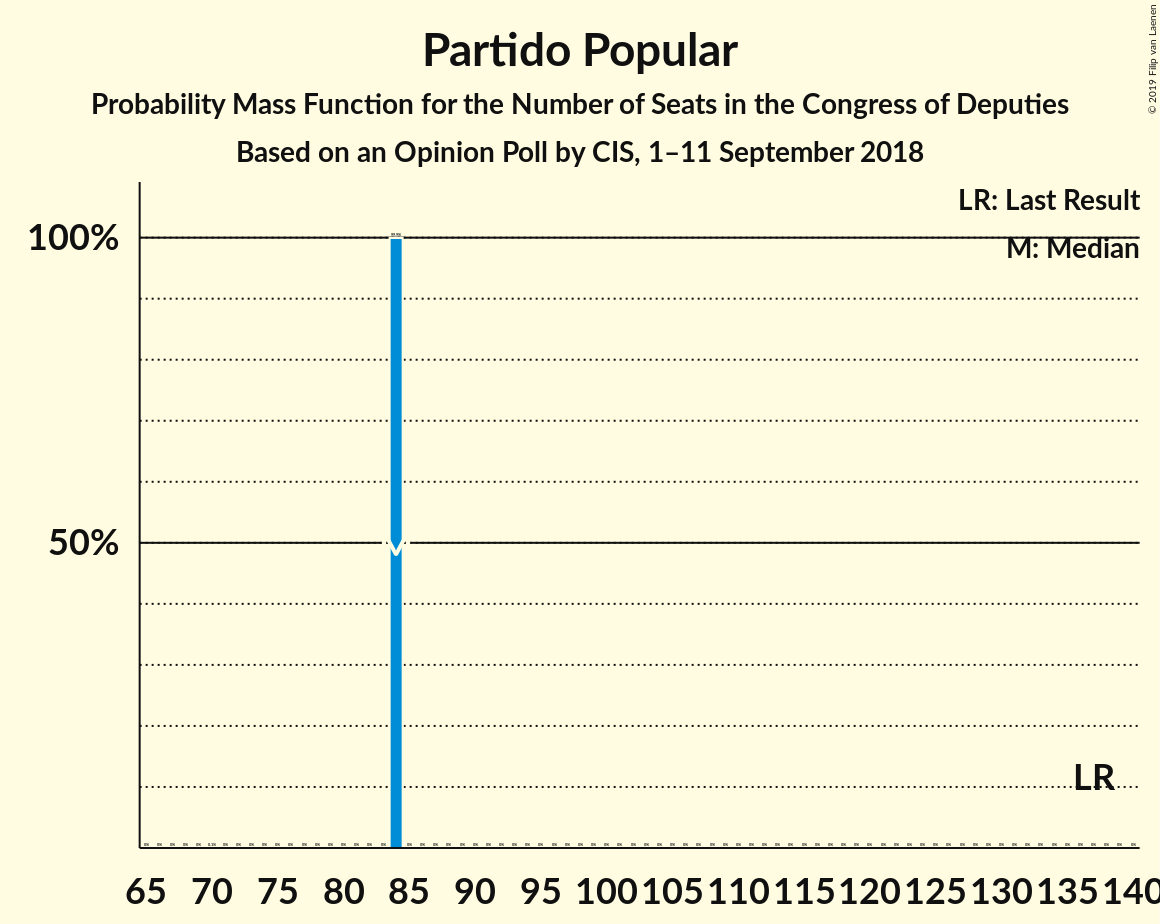 Partido Popular
Probability Mass Function for the Number of Seats in the Congress of Deputies
Based on an Opinion Poll by CIS, 1–11 September 2018
© 2019 Filip van Laenen
LR: Last Result
M: Median
100%
50%
M
LR
65 70 75 80 85 90 95 100 105 110 115 120 125 130 135 140